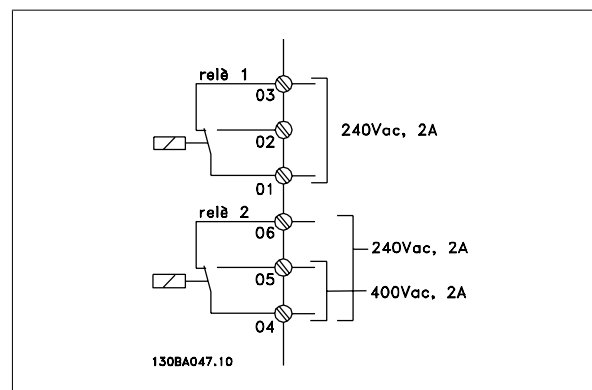 relè 1
03
02
240Vac, 2A
01
relè 2
06
240Vac, 2A
05
400Vac, 2A
04
130BA047.10